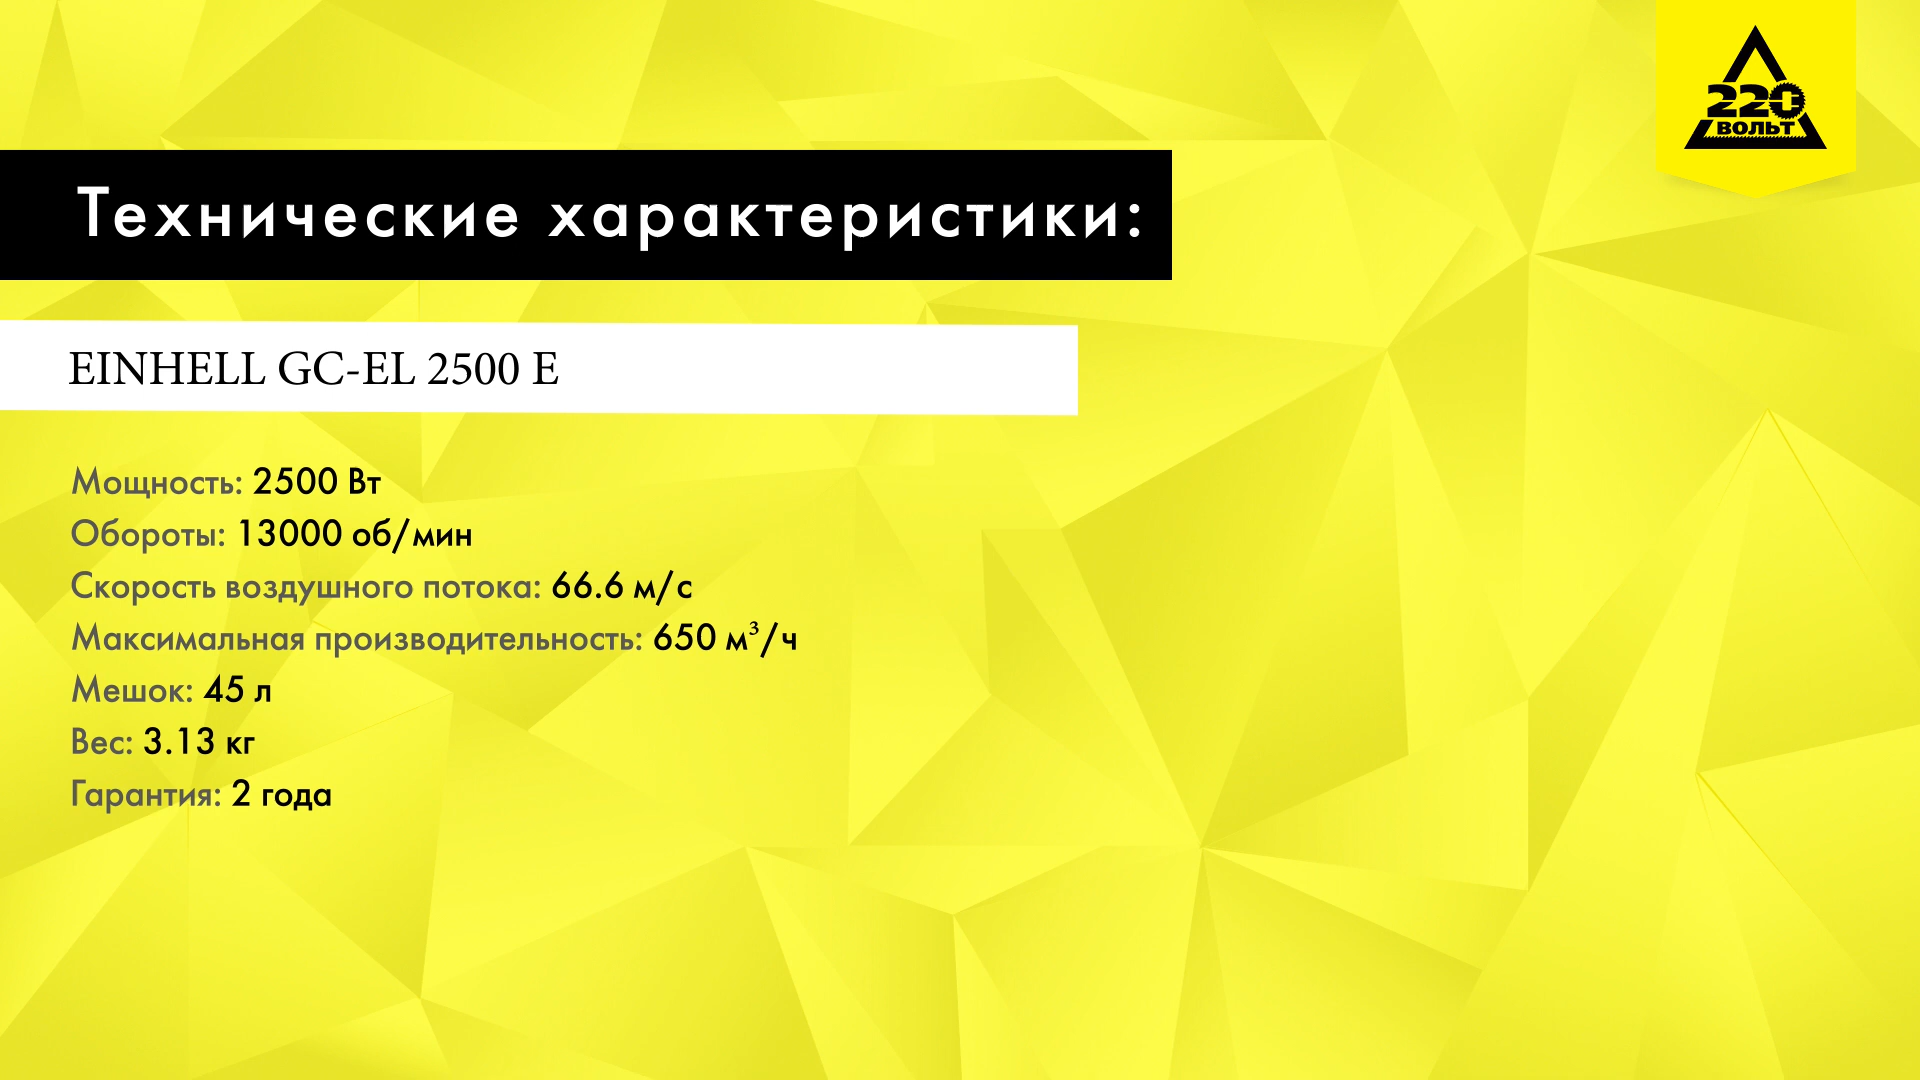 220
ВОЛЬТ
Технические характеристики:
EINHELL GC-EL 2500 E
Мощность: 2500 Вт
Обороты: 13000 об/мин
Скорость воздушного потока: 66.6 м/с
Максимальная производительность: 650 м³/ч
Мешок: 45 л
Вес: 3.13 кг
Гарантия: 2 года